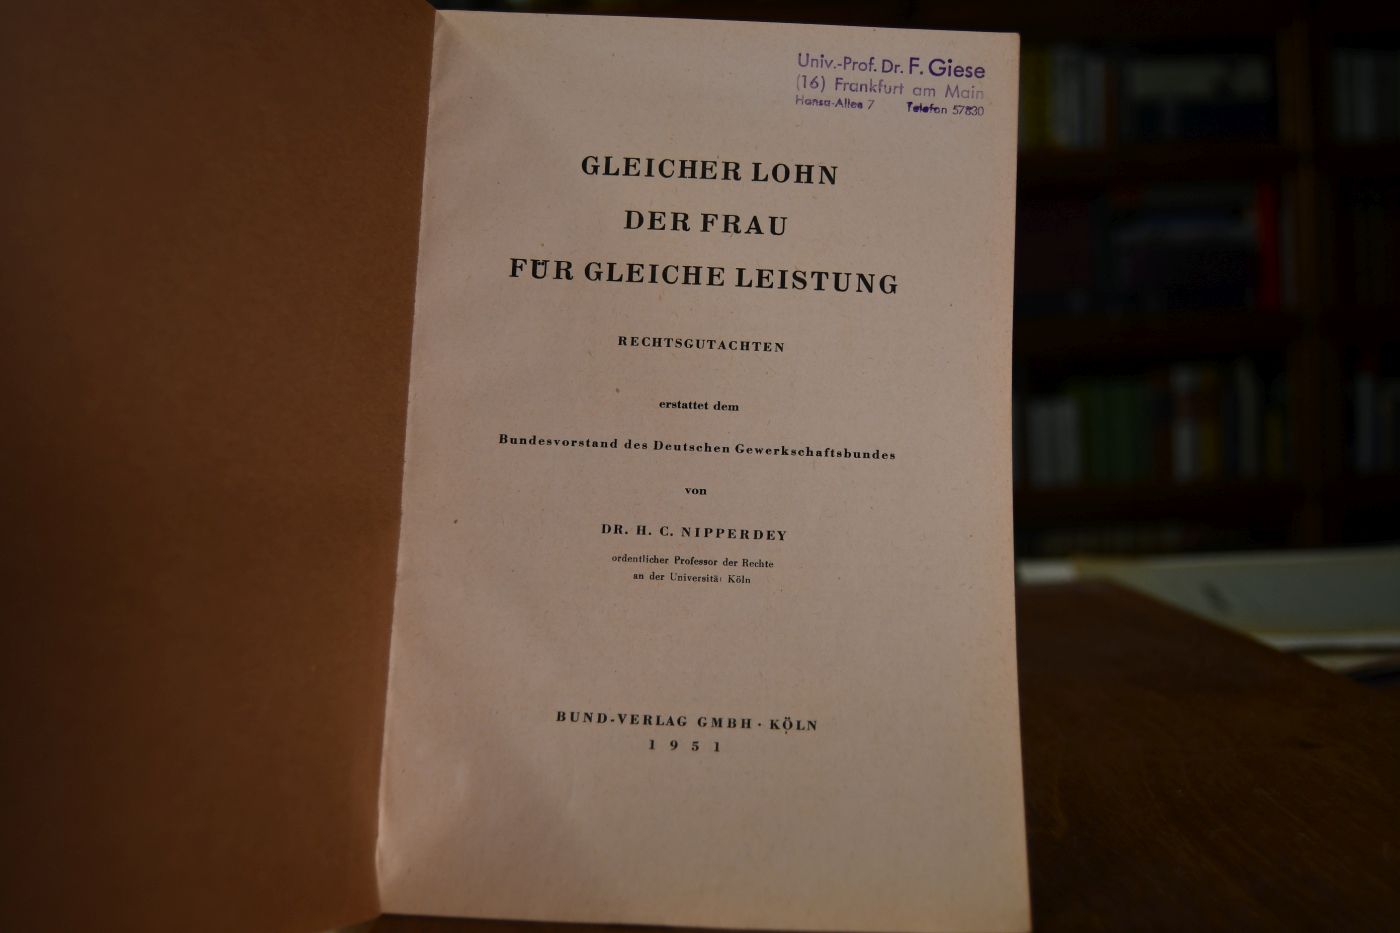 Univ.-Prof. Dr. F. Giese
(16) Frankfurt am Main
Hansa-Allee 7 Telefon 57830
GLEICHER LOHN
DER FRAU
FÜR GLEICHE LEISTUNG
RECHTSGUTACHTEN
erstattet dem
Bundesvorstand des Deutschen Gewerkschaftsbundes
von
DR. H. C. NIPPERDEY
ordentlicher Professor der Rechte
an der Universität Köln
BUND-VERLAG GMBH · KÖLN
1951